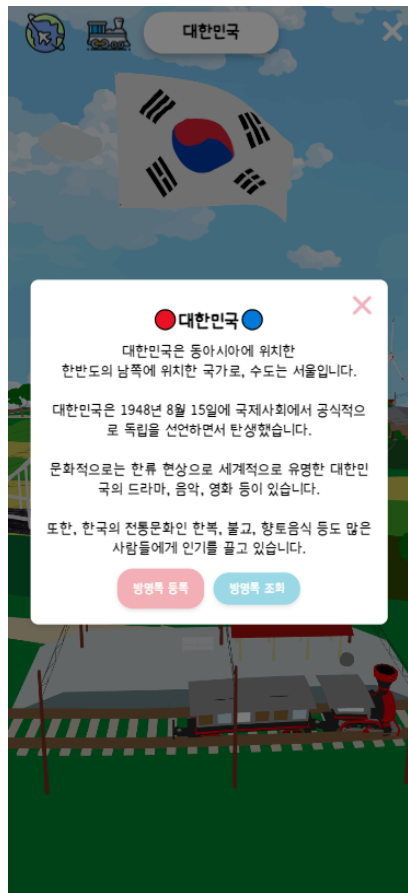 대한민국
대한민국
대한민국은 동아시아에 위치한
한반도의 남쪽에 위치한 국가로, 수도는 서울입니다.
대한민국은 1948년 8월 15일에 국제사회에서 공식적으
로 독립을 선언하면서 탄생했습니다.
문화적으로는 한류 현상으로 세계적으로 유명한 대한민
국의 드라마, 음악, 영화 등이 있습니다.
또한, 한국의 전통문화인 한복, 불교, 향토음식 등도 많은
사람들에게 인기를 끌고 있습니다.
방명록 등록
방명록 조회